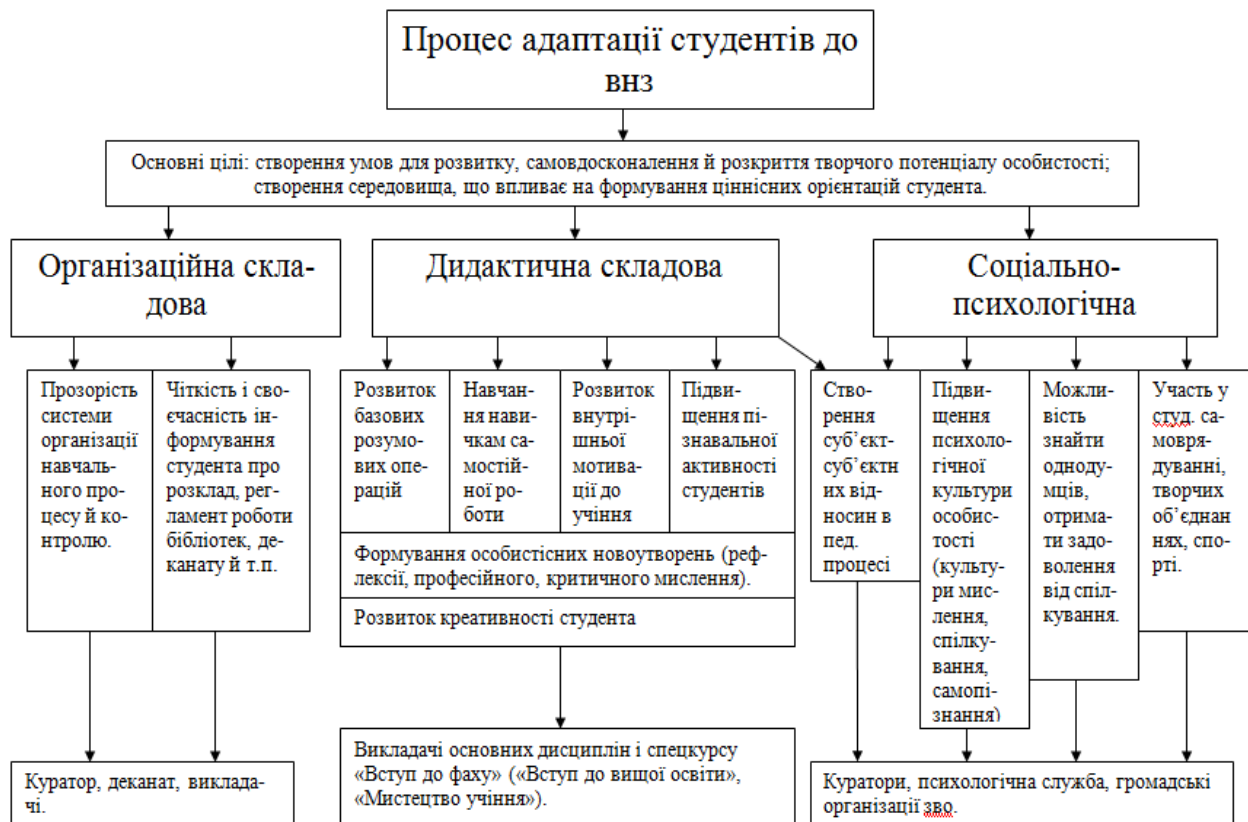 Процес адаптації студентів до
внз
Основні цілі: створення умов для розвитку, самовдосконалення й розкриття творчого потенціалу особистості;
створення середовища, що впливає на формування ціннісних орієнтацій студента.
Організаційна скла-
дова
Дидактична складова
Соціально-
психологічна
Прозорість
системи
організації
навчаль-
ного про-
цесу й ко-
нтролю.
Чіткість і сво-
єчасність ін-
формування
студента про
розклад, рег-
ламент роботи
бібліотек, де-
канату й т.п.
Розвиток
базових
розумо-
вих опе-
рацій
Навчан-
ня нави-
чкам са-
мостій-
ної ро-
боти
Розвиток
внутрі-
шньої
мотива-
ції до
учіння
Підви-
щення пі-
знавальної
активності
студентів
Формування особистісних новоутворень (реф-
лексії, професійного, критичного мислення).
Розвиток креативності студента
Ство-
рення
суб’єкт-
суб’єктн
их від-
носин в
пед.
процесі
Підви-
щення
психоло-
гічної
культури
особис-
тості
(культу-
ри мис-
лення,
спілку-
вання,
самопі-
знання)
Можли-
вість
знайти
одноду-
мців,
отрима-
ти задо-
волення
від спіл-
кування.
Участь у
студ. са-
мовря-
дуванні,
творчих
об’єднан
нях, спо-
рті.
Куратор, деканат, виклада-
чі.
Викладачі основних дисциплін і спецкурсу
«Вступ до фаху» («Вступ до вищої освіти»,
«Мистецтво учіння»).
Куратори, психологічна служба, громадські
організації зво.